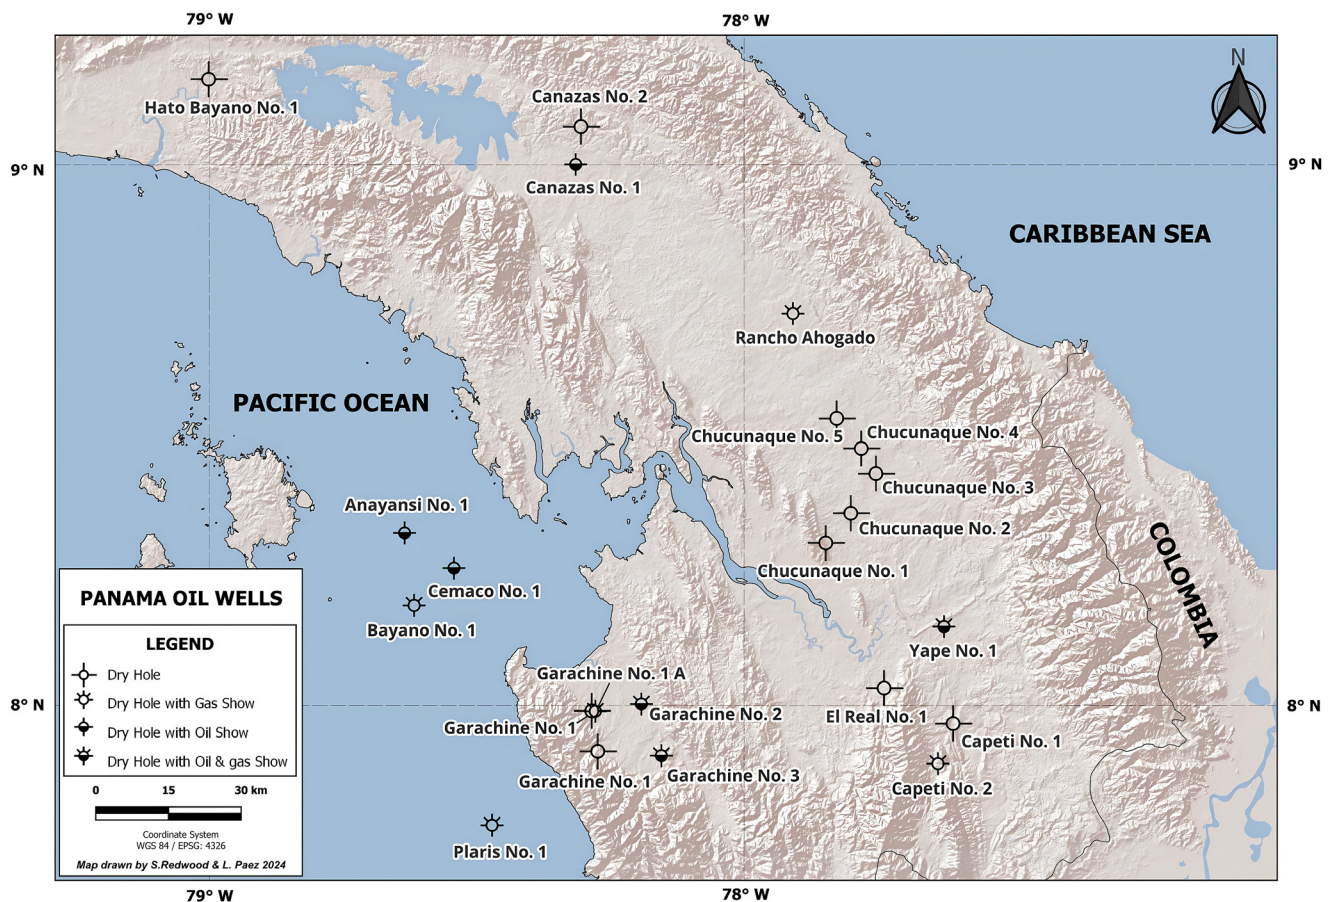 79° W
78° W
N
Hato Bayano No. 1
Canazas No. 2
9° N
9° N
Canazas No. 1
CARIBBEAN SEA
Rancho Ahogado
PACIFIC OCEAN
Chucunaque No. 5
Chucunaque No. 4
Chucunaque No. 3
Anayansi No. 1
Chucunaque No. 2
Chucunaque No. 1
COLOMBIA
Cemaco No. 1
Bayano No. 1
Yape No. 1
Garachine No. 1 A
8° N
8° N
Garachine No. 2
Garachine No. 1
El Real No. 1
Capeti No. 1
Garachine No. 1
Garachine No. 3
Capeti No. 2
Plaris No. 1
PANAMA OIL WELLS
LEGEND
Dry Hole
Dry Hole with Gas Show
Dry Hole with Oil Show
Dry Hole with Oil & gas Show
0 15 30 km
Coordinate System
WGS 84 / EPSG: 4326
Map drawn by S.Redwood & L. Paez 2024
79° W
78° W